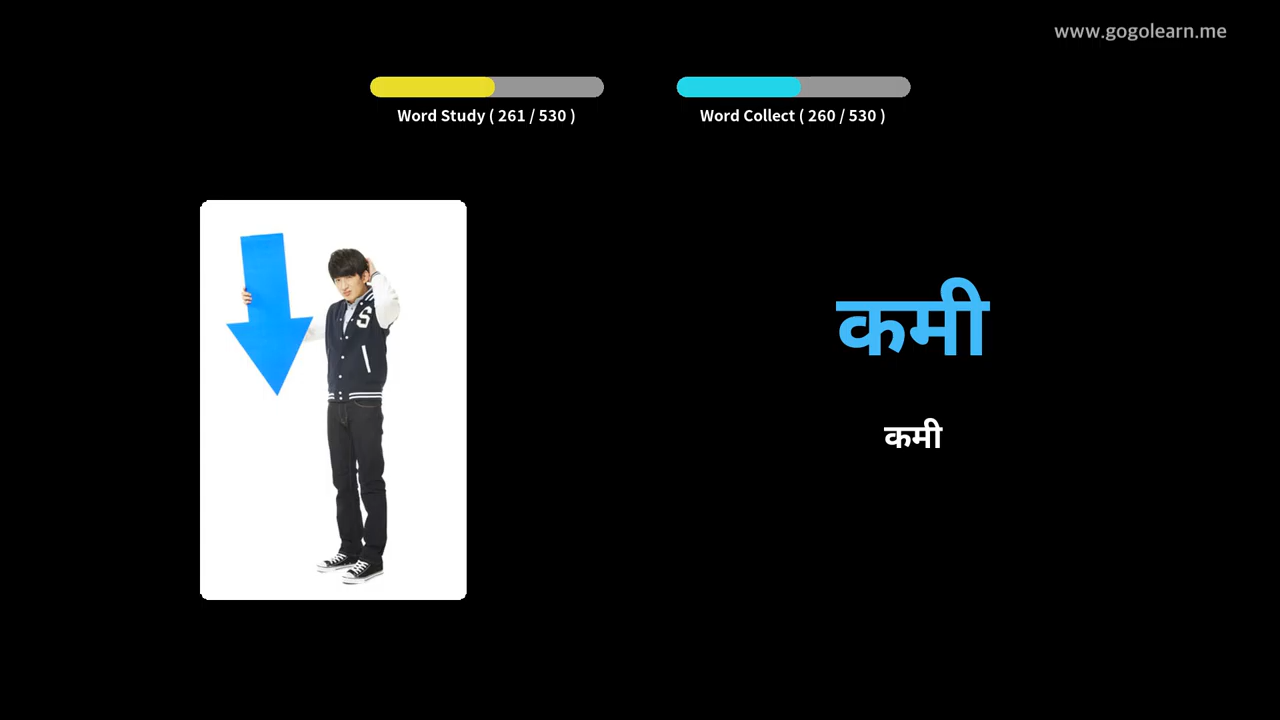 www.gogolearn.me
Word Study ( 261 / 530 )
Word Collect ( 260 / 530 )
S
कमी
कमी